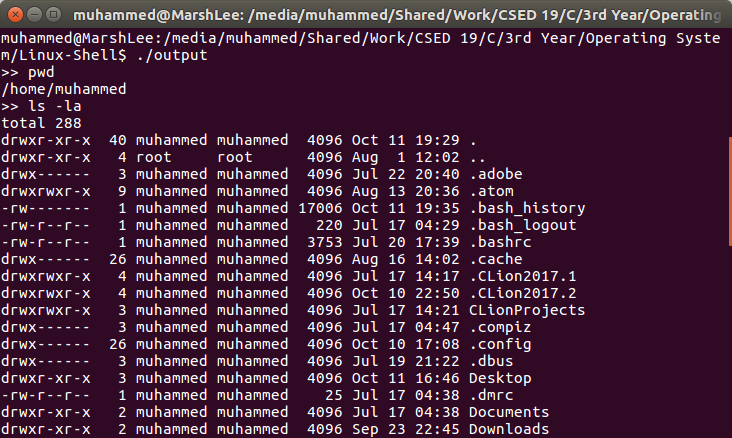 muhammed@MarshLee: /media/muhammed/Shared/Work/CSED 19/C/3rd Year/Operating
muhammed@MarshLee:/media/muhammed/Shared/Work/CSED 19/C/3rd Year/Operating Syste
m/Linux-Shell$ ./output
>> pwd
/home/muhammed
>> ls -la
total 288
drwxr-xr-x  40 muhammed muhammed  4096 Oct 11 19:29 .
drwxr-xr-x   4 root     root      4096 Aug  1 12:02 ..
drwx------   3 muhammed muhammed  4096 Jul 22 20:40 .adobe
drwxrwxr-x   9 muhammed muhammed  4096 Aug 13 20:36 .atom
-rw-------   1 muhammed muhammed 17006 Oct 11 19:35 .bash_history
-rw-r--r--   1 muhammed muhammed   220 Jul 17 04:29 .bash_logout
-rw-r--r--   1 muhammed muhammed  3753 Jul 20 17:39 .bashrc
drwx------  26 muhammed muhammed  4096 Aug 16 14:02 .cache
drwxrwxr-x   4 muhammed muhammed  4096 Jul 17 14:17 .CLion2017.1
drwxrwxr-x   4 muhammed muhammed  4096 Oct 10 22:50 .CLion2017.2
drwxrwxr-x   3 muhammed muhammed  4096 Jul 17 14:21 CLionProjects
drwx------   3 muhammed muhammed  4096 Jul 17 04:47 .compiz
drwx------  26 muhammed muhammed  4096 Oct 10 17:08 .config
drwx------   3 muhammed muhammed  4096 Jul 19 21:22 .dbus
drwxr-xr-x   3 muhammed muhammed  4096 Oct 11 16:46 Desktop
-rw-r--r--   1 muhammed muhammed    25 Jul 17 04:38 .dmrc
drwxr-xr-x   2 muhammed muhammed  4096 Jul 17 04:38 Documents
drwxr-xr-x   2 muhammed muhammed  4096 Sep 23 22:45 Downloads